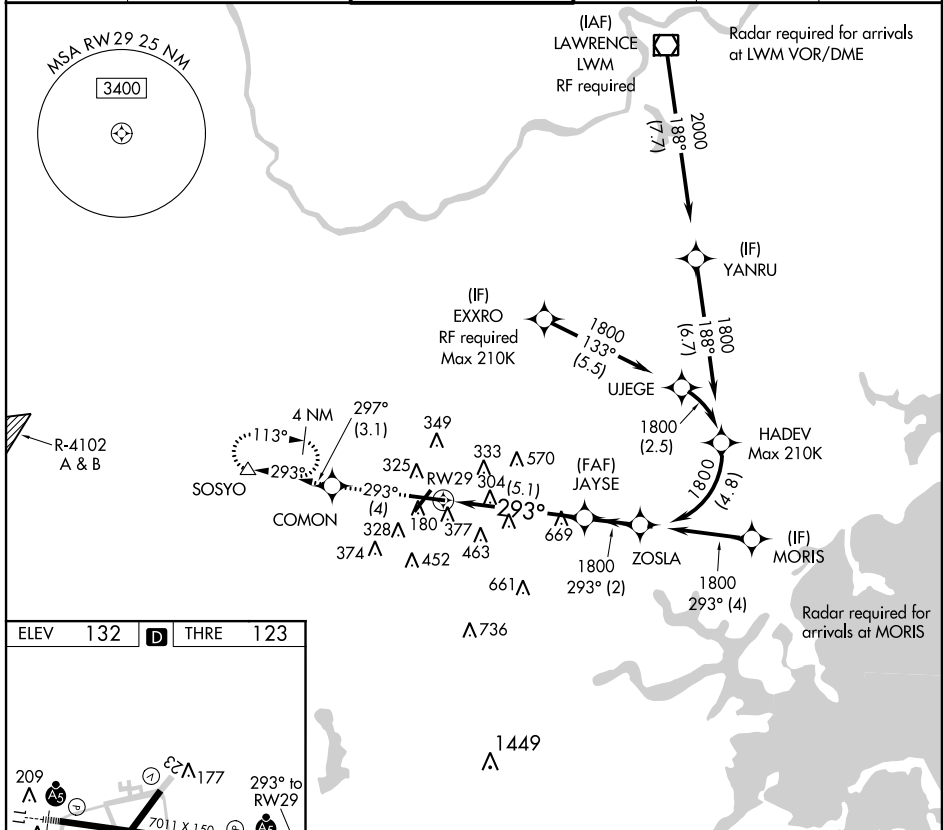 MSA RW29 25 NM
3400
(IAF)
LAWRENCE
LWM
RF required
Radar required for arrivals
at LWM VOR/DME
2000
188°
(7.7)
(IF)
YANRU
1800
188°
(6.7)
(IF)
EXXRO
RF required
Max 210K
1800
133°
(5.5)
UJEGE
1800
(2.5)
HADEV
Max 210K
1800
(4.8)
R-4102
A & B
4 NM
113°
297°
(3.1)
293°
SOSYO
COMON
293°
(4)
349
325
333
570
RW29
304
(5.1)
293°
(FAF)
JAYSE
180
377
328
374
452
463
669
661
736
1449
ZOSLA
1800
293° (2)
(IF)
MORIS
1800
293° (4)
Radar required for
arrivals at MORIS
ELEV 132 D THRE 123
209
A5
P
V
23
177
293° to
RW29
11
7011 X 150
P
A5